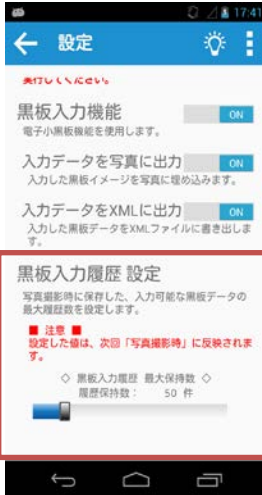 17:41
設定
実行してください。
黒板入力機能
ON
電子小黒板機能を使用します。
入力データを写真に出力
ON
入力した黒板イメージを写真に埋め込みます。
入力データをXMLに出力
ON
入力した黒板データをXMLファイルに書き出しま
す。
黒板入力履歴 設定
写真撮影時に保存した、入力可能な黒板データの
最大履歴数を設定します。
■ 注意 ■
設定した値は、次回「写真撮影時」に反映されま
す。
◇ 黒板入力履歴 最大保持数 ◇
履歴保持数： 50 件